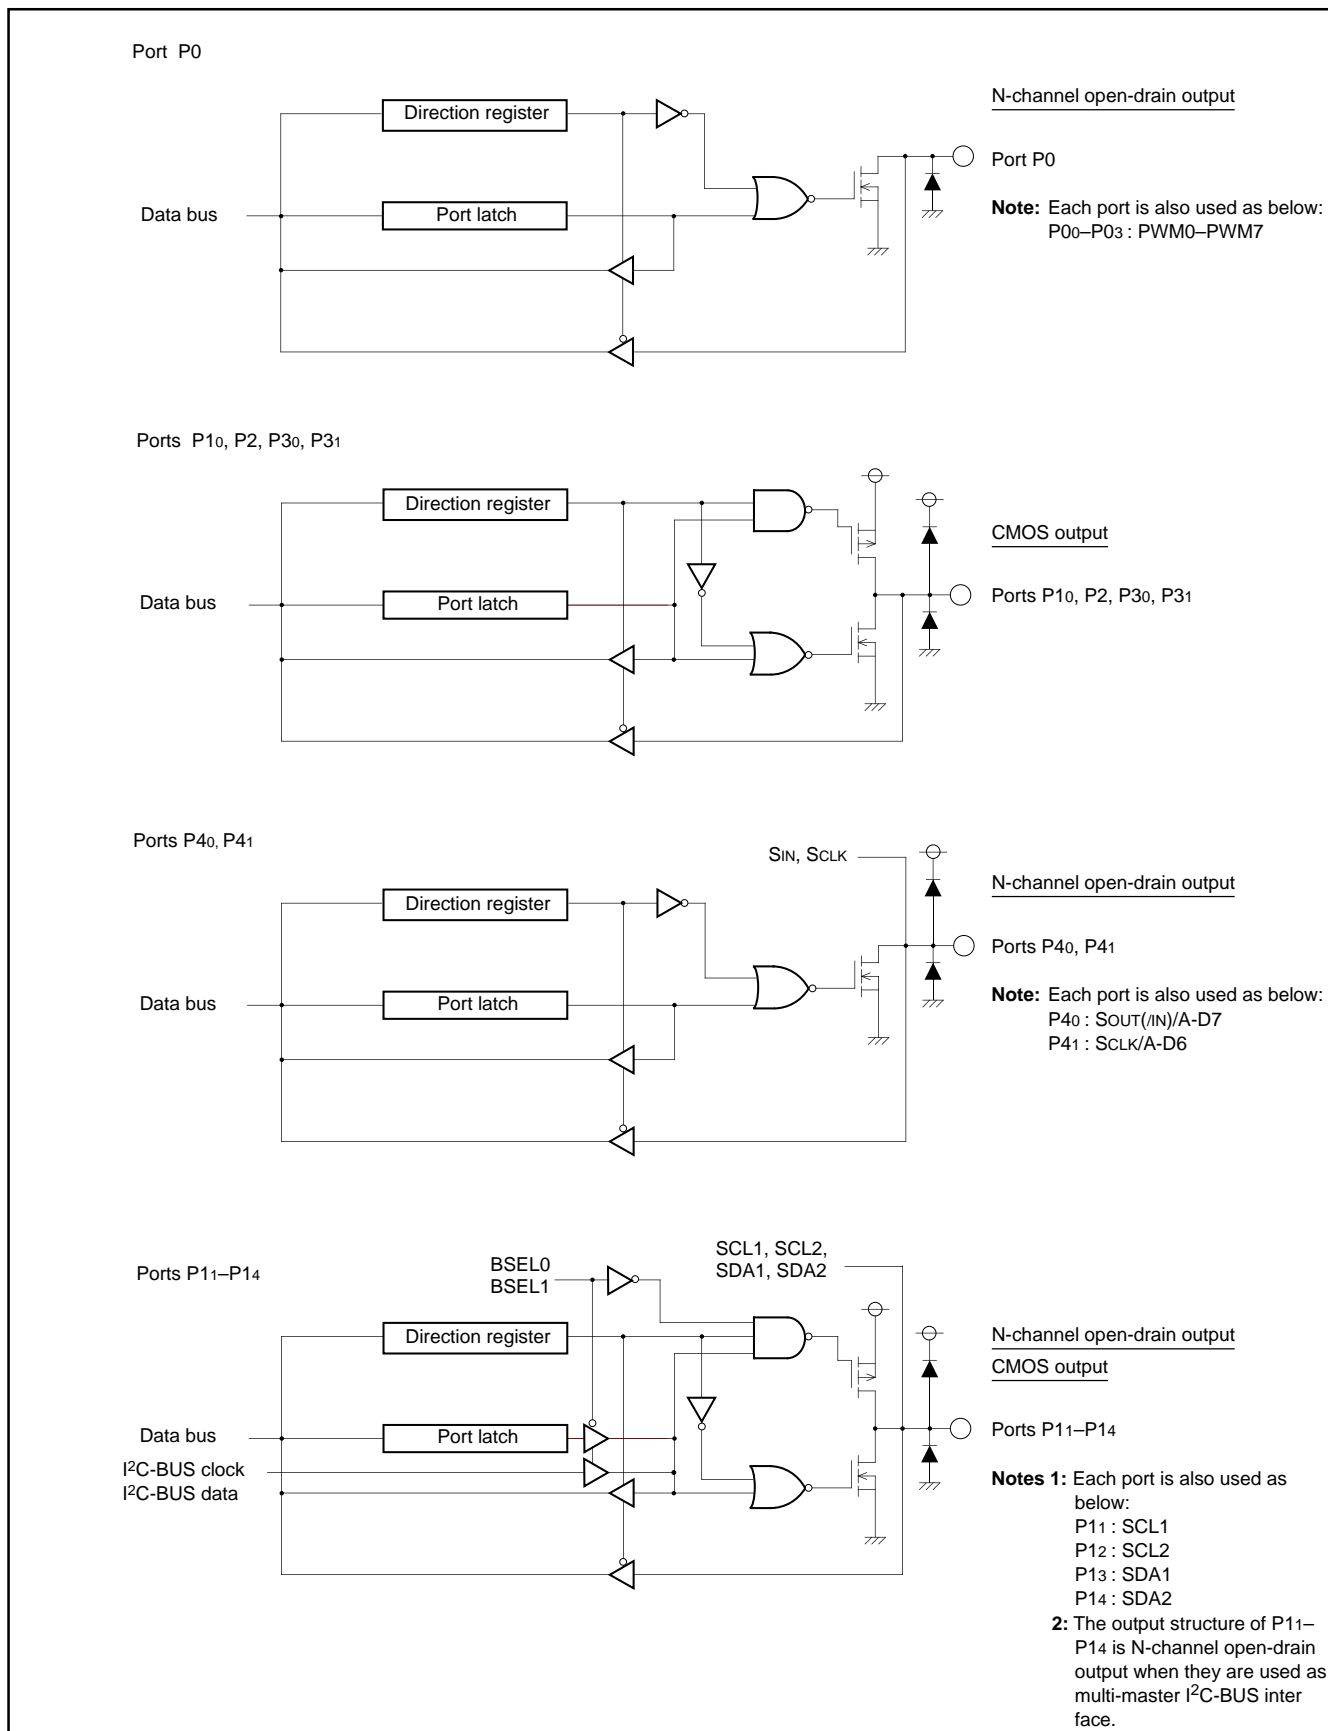 Port P0
N-channel open-drain output
Direction register
Port P0
Data bus
Port latch
Note: Each port is also used as below:
P00–P03 : PWM0–PWM7
Ports P10, P2, P30, P31
Direction register
CMOS output
Data bus
Port latch
Ports P10, P2, P30, P31
Ports P40, P41
SIN, SCLK
N-channel open-drain output
Direction register
Ports P40, P41
Data bus
Port latch
Note: Each port is also used as below:
P40 : SOUT(/IN)/A-D7
P41 : SCLK/A-D6
Ports P11–P14
BSEL0
BSEL1
SCL1, SCL2,
SDA1, SDA2
Direction register
N-channel open-drain output
CMOS output
Data bus
Port latch
Ports P11–P14
I2C-BUS clock
I2C-BUS data
Notes 1: Each port is also used as
below:
P11 : SCL1
P12 : SCL2
P13 : SDA1
P14 : SDA2
2: The output structure of P11–
P14 is N-channel open-drain
output when they are used as
multi-master I2C-BUS inter
face.